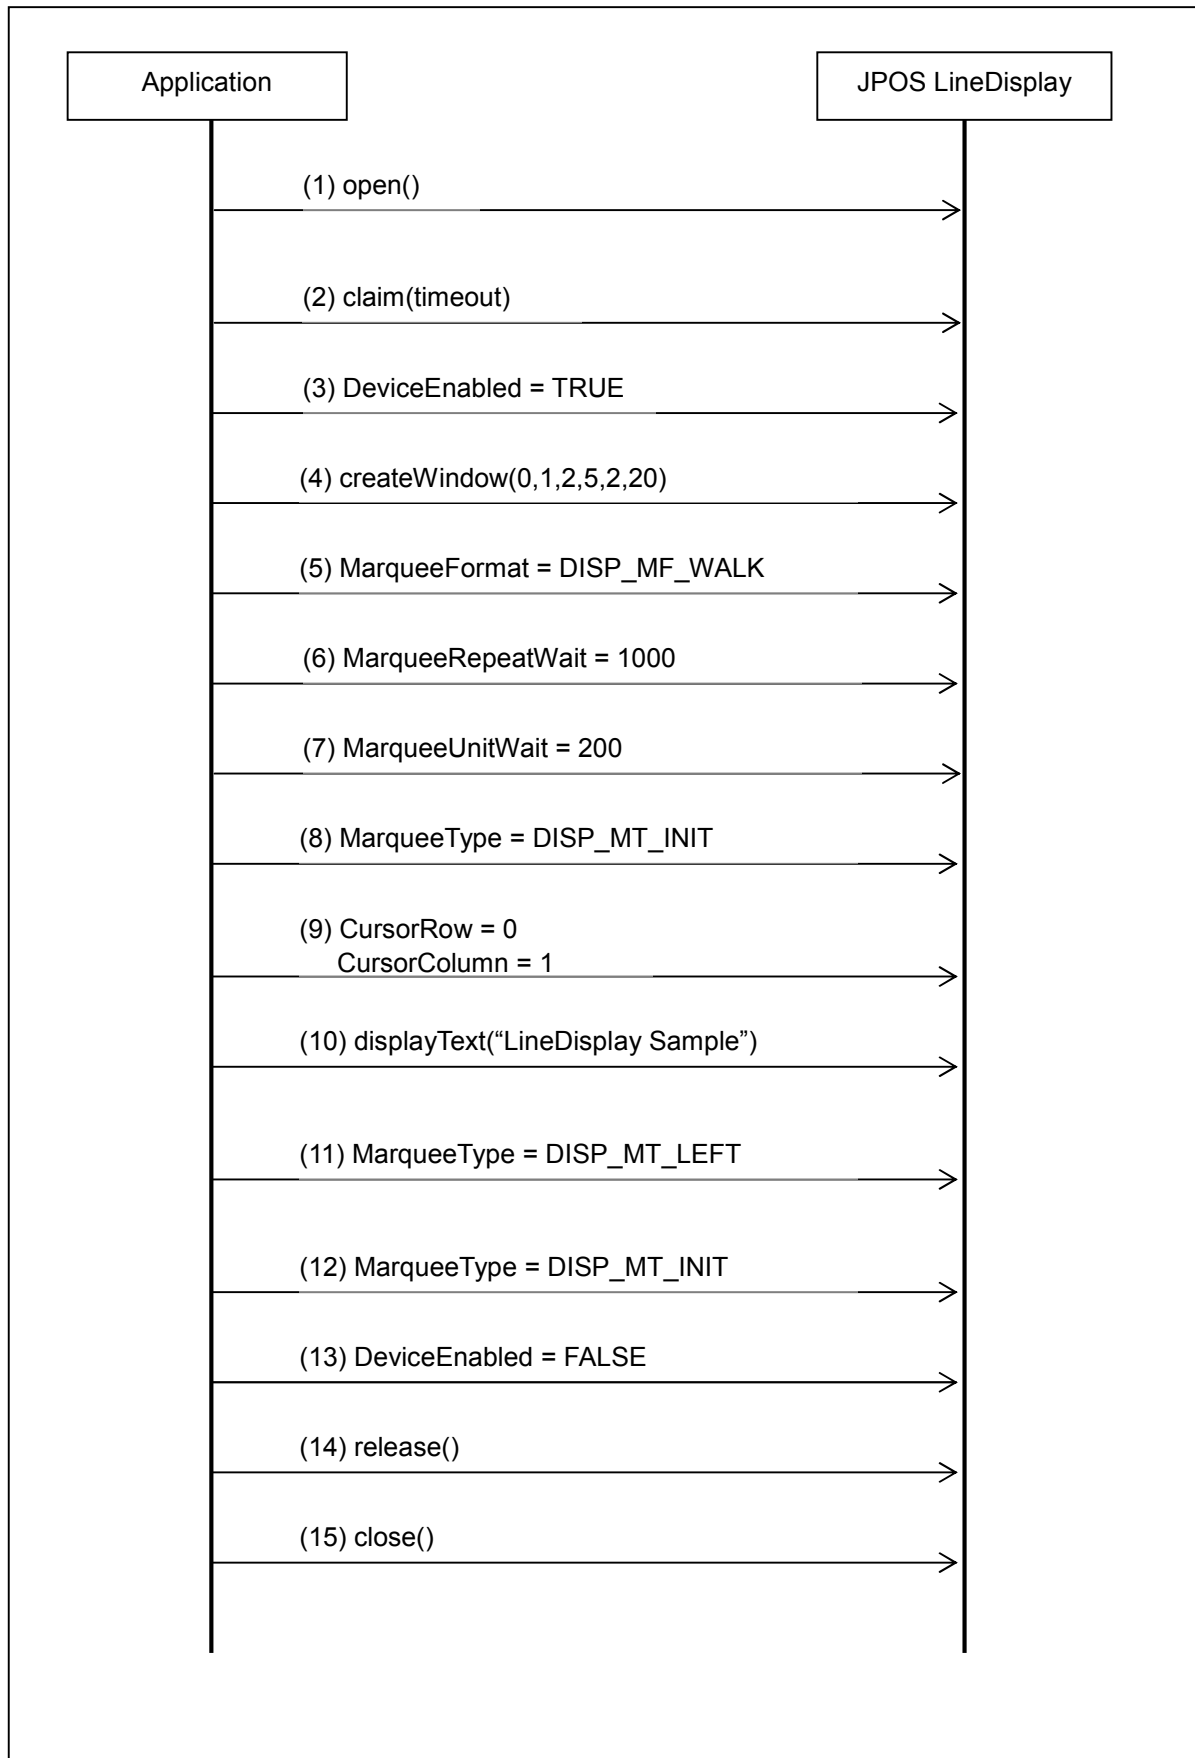 Application
JPOS LineDisplay
(1) open()
(2) claim(timeout)
(3) DeviceEnabled = TRUE
(4) createWindow(0,1,2,5,2,20)
(5) MarqueeFormat = DISP_MF_WALK
(6) MarqueeRepeatWait = 1000
(7) MarqueeUnitWait = 200
(8) MarqueeType = DISP_MT_INIT
(9) CursorRow = 0
CursorColumn = 1
(10) displayText(“LineDisplay Sample”)
(11) MarqueeType = DISP_MT_LEFT
(12) MarqueeType = DISP_MT_INIT
(13) DeviceEnabled = FALSE
(14) release()
(15) close()